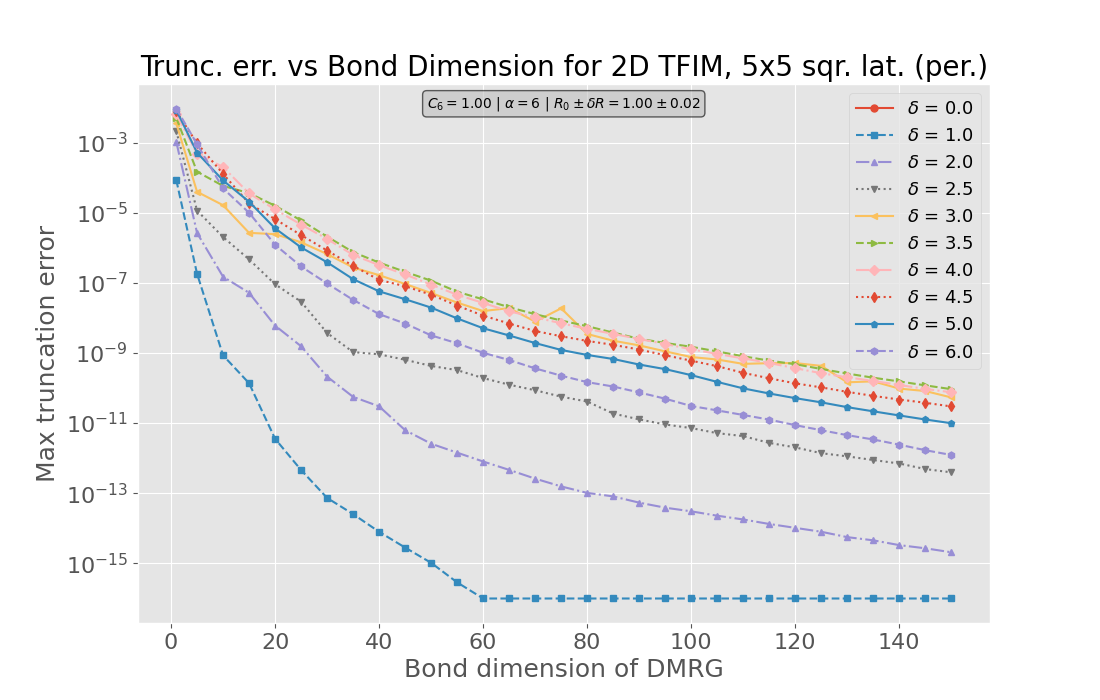 Trunc. err. vs Bond Dimension for 2D TFIM, 5x5 sqr. lat. (per.)
C₆ = 1.00 | α = 6 | R₀ ± δR = 1.00 ± 0.02
δ = 0.0
δ = 1.0
δ = 2.0
δ = 2.5
δ = 3.0
δ = 3.5
δ = 4.0
δ = 4.5
δ = 5.0
δ = 6.0
Max truncation error
10⁻³
10⁻⁵
10⁻⁷
10⁻⁹
10⁻¹¹
10⁻¹³
10⁻¹⁵
0 20 40 60 80 100 120 140
Bond dimension of DMRG